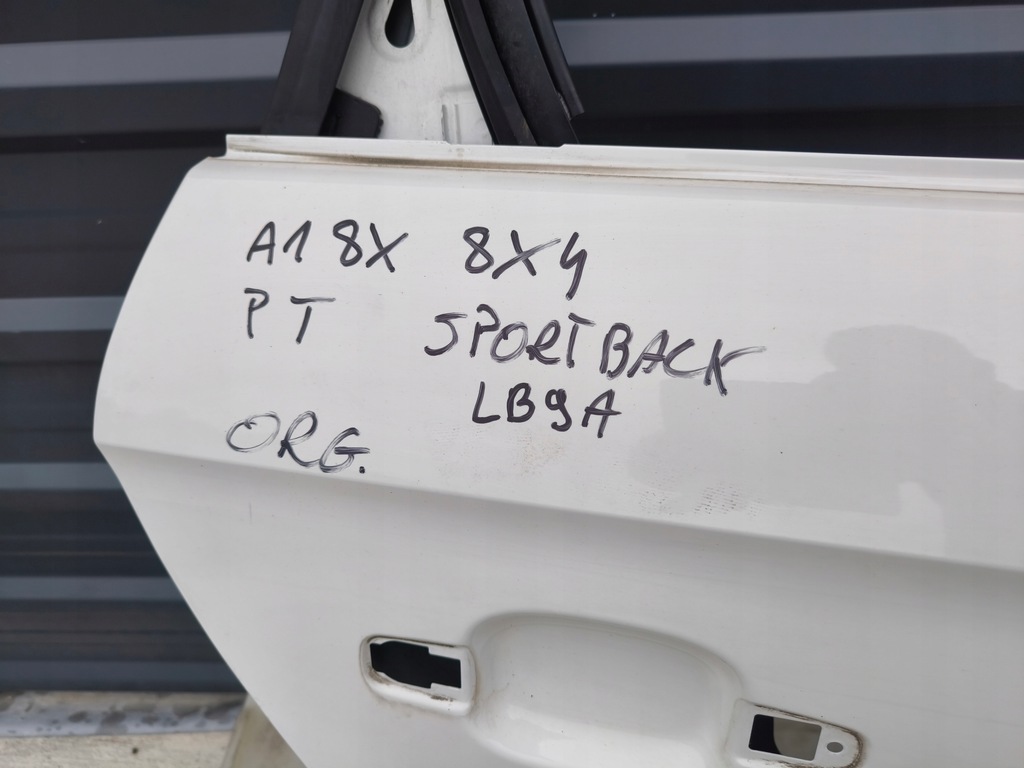 A1 8X 8X4
PT SPORTBACK
LB9A
ORG.